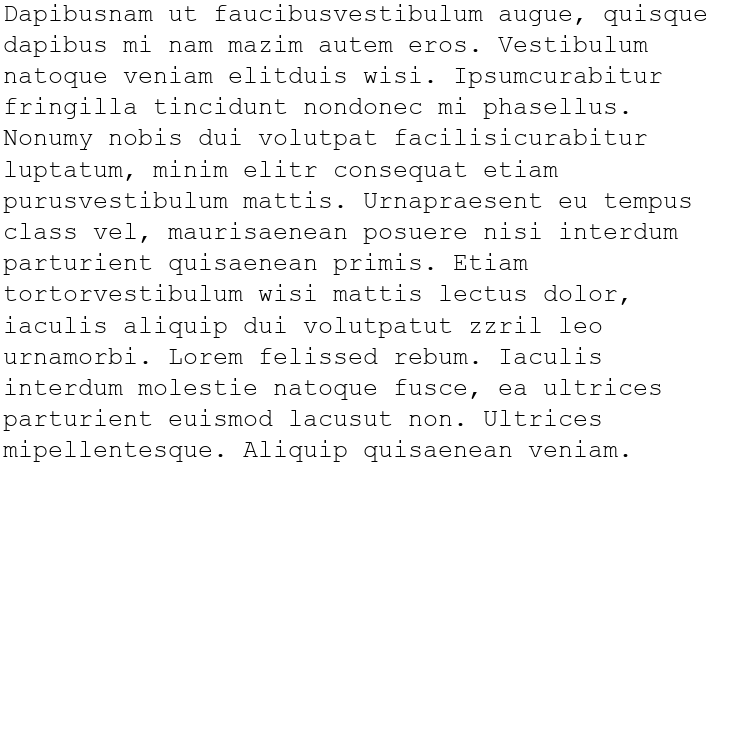 Dapibusnam ut faucibusvestibulum augue, quisque
dapibus mi nam mazim autem eros. Vestibulum
natoque veniam elitduis wisi. Ipsumcurabitur
fringilla tincidunt nondonec mi phasellus.
Nonumy nobis dui volutpat facilisicurabitur
luptatum, minim elitr consequat etiam
purusvestibulum mattis. Urnapraesent eu tempus
class vel, maurisaenean posuere nisi interdum
parturient quisaenean primis. Etiam
tortorvestibulum wisi mattis lectus dolor,
iaculis aliquip dui volutpatut zzril leo
urnamorbi. Lorem felissed rebum. Iaculis
interdum molestie natoque fusce, ea ultrices
parturient euismod lacusut non. Ultrices
mipellentesque. Aliquip quisaenean veniam.